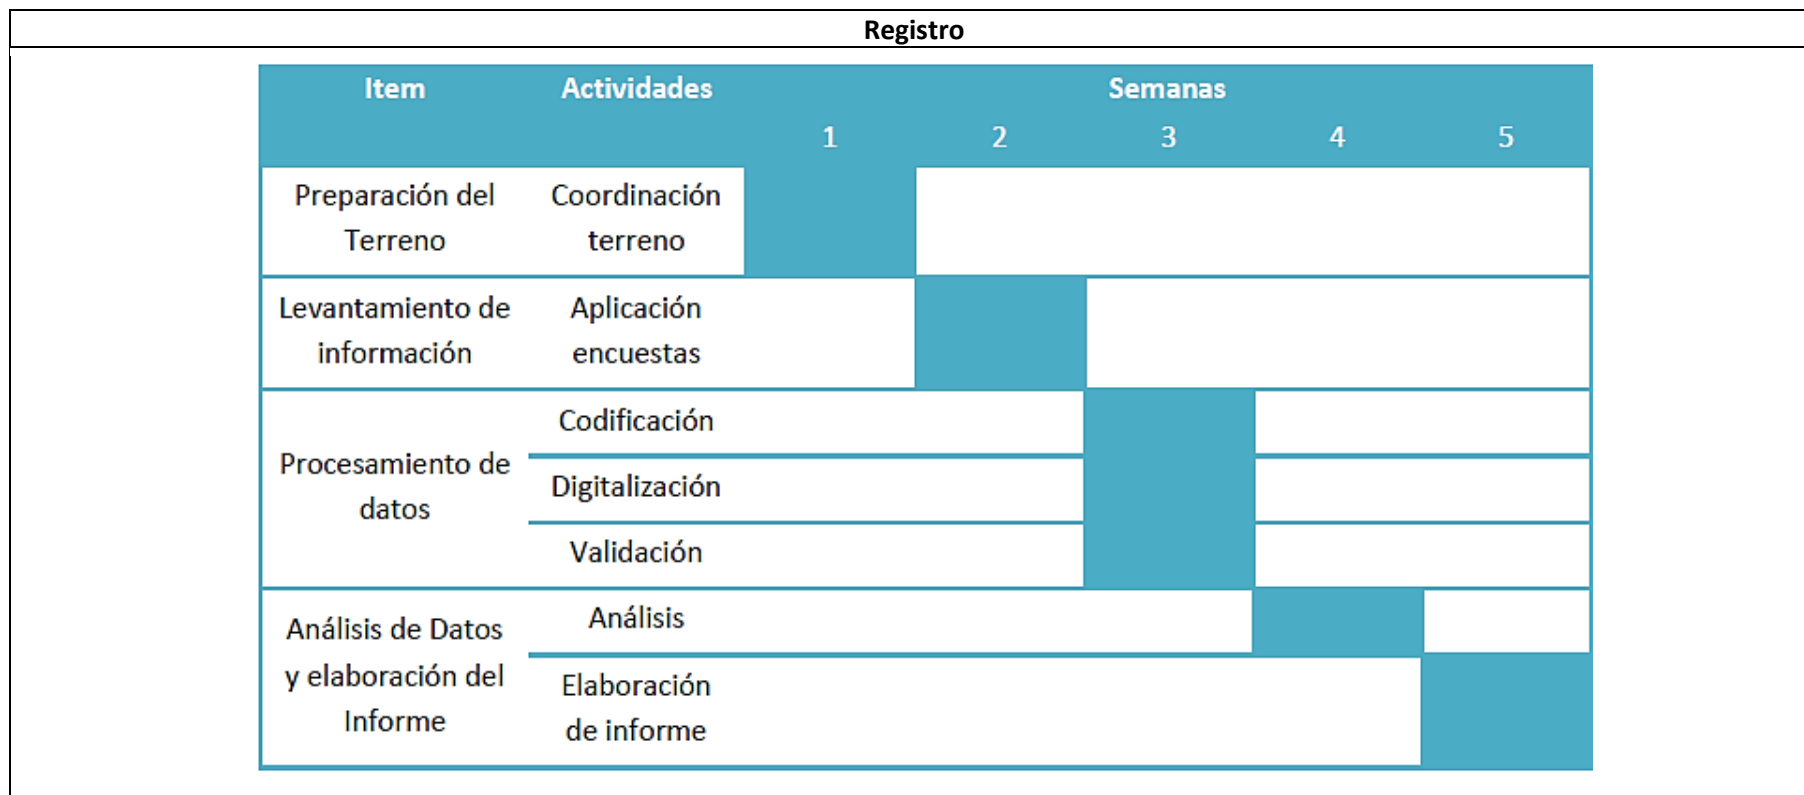 Registro
Item Actividades Semanas
1 2 3 4 5
Preparación del
Terreno
Coordinación
terreno
Levantamiento de
información
Aplicación
encuestas
Procesamiento de
datos
Codificación
Digitalización
Validación
Análisis de Datos
y elaboración del
Informe
Análisis
Elaboración
de informe